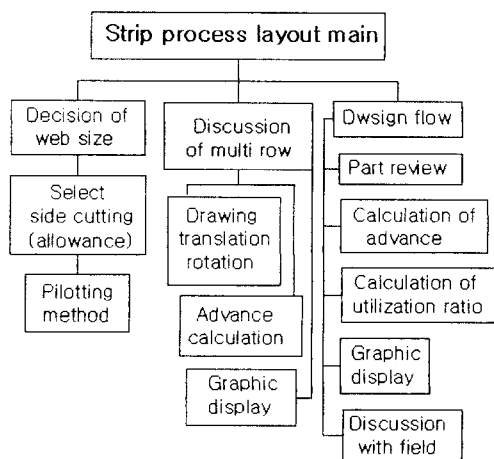 Strip process layout main
Decision of
web size
Select
side cutting
(allowance)
Pilotting
method
Discussion
of multi row
Drawing
translation
rotation
Advance
calculation
Graphic
display
Dwsign flow
Part review
Calculation of
advance
Calculation of
utilization ratio
Graphic
display
Discussion
with field